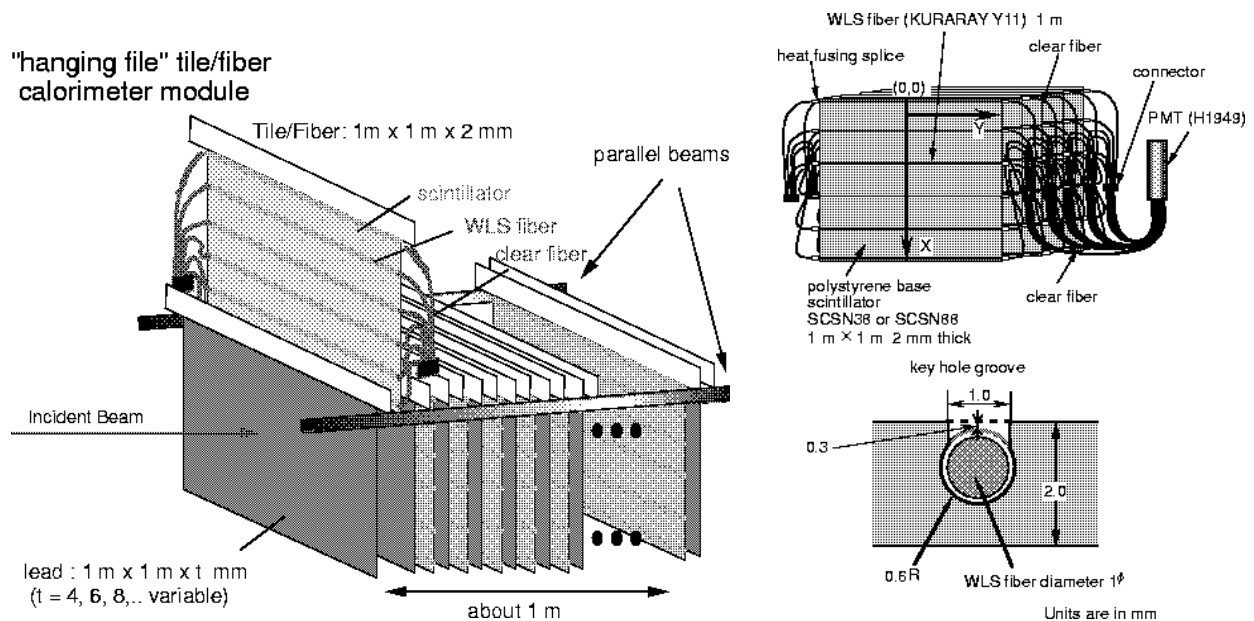 "hanging file" tile/fiber
calorimeter module
Tile/Fiber: 1m x 1 m x 2 mm
scintillator
WLS fiber
clear fiber
parallel beams
Incident Beam
lead : 1 m x 1 m x t mm
(t = 4, 6, 8,.. variable)
about 1 m
WLS fiber (KURARAY Y11) 1 m
clear fiber
heat fusing splice
connector
(0,0)
PMT (H1949)
Y
X
polystyrene base
scintillator
SCSN38 or SCSN88
1 m × 1 m 2 mm thick
clear fiber
key hole groove
1.0
0.3
2.0
0.6R
WLS fiber diameter 1ϕ
Units are in mm